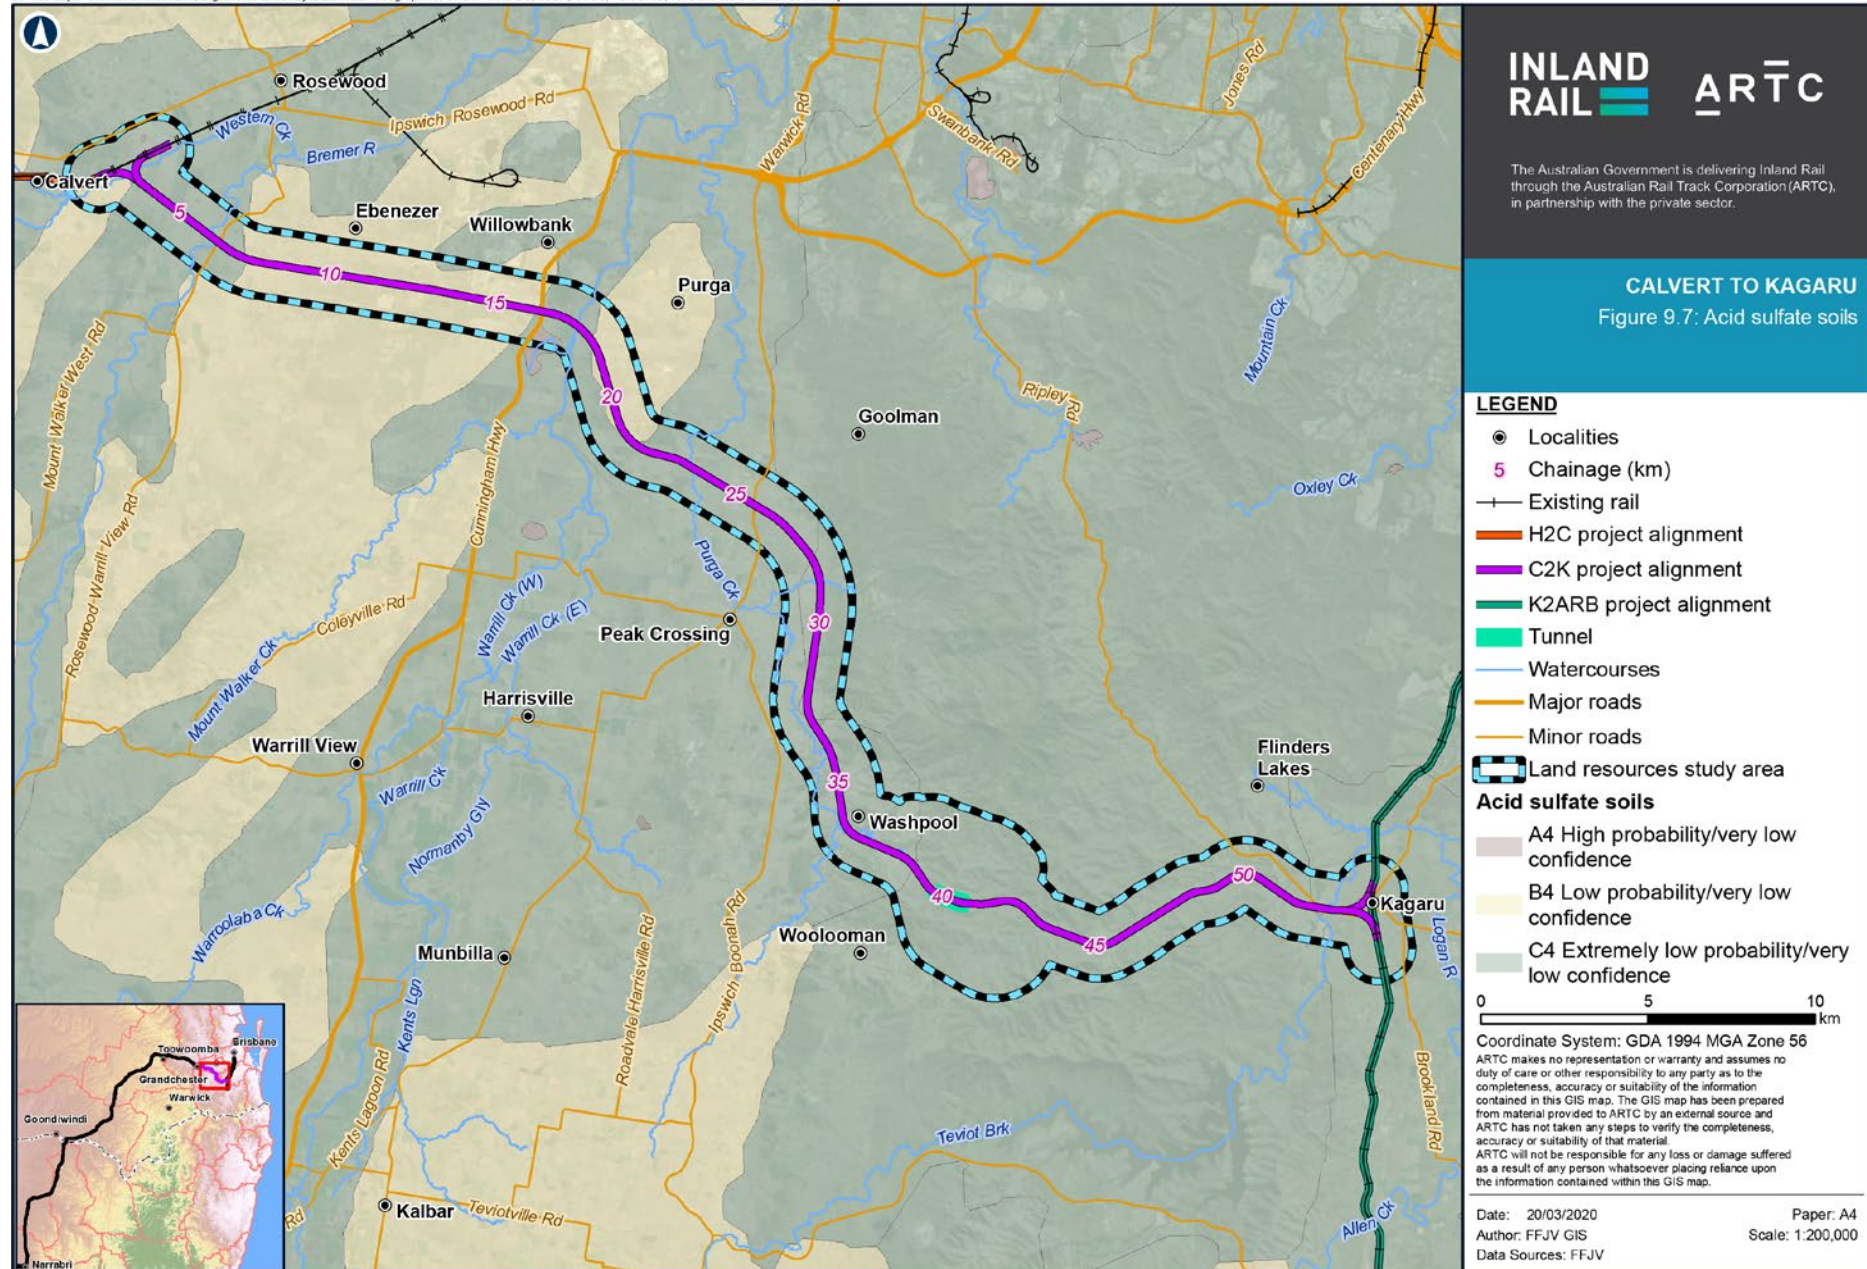 Rosewood
Ipswich Rosewood Rd
Western Ck
Bremer R
Calvert
5
Ebenezer
Willowbank
10
15
Purga
Warwick Rd
Swanbank Rd
Jones Rd
Centenary Hwy
Mount Walker West Rd
20
Cunningham Hwy
Goolman
Ripley Rd
Mountain Ck
Oxley Ck
25
Rosewood Warrill View Rd
Coleyville Rd
Mount Walker Ck
Warrill Ck (W)
Warrill Ck (E)
Purga Ck
Peak Crossing
30
Harrisville
Warrill View
Warrill Ck
Normanby Gly
35
Washpool
Flinders
Lakes
Warroolaba Ck
Munbilla
Kents Lgn
Roadvale Harrisville Rd
Ipswich Boonah Rd
Woolooman
40
45
50
Kagaru
Logan R
Brookland Rd
Kents Lagoon Rd
Teviot Brk
Kalbar
Teviotville Rd
Rd
Allen Ck
Toowoomba
Brisbane
Grandchester
Warwick
Goondiwindi
Narrabri
INLAND
RAIL
ARTC
The Australian Government is delivering Inland Rail
through the Australian Rail Track Corporation (ARTC),
in partnership with the private sector.
CALVERT TO KAGARU
Figure 9.7: Acid sulfate soils
LEGEND
Localities
5 Chainage (km)
Existing rail
H2C project alignment
C2K project alignment
K2ARB project alignment
Tunnel
Watercourses
Major roads
Minor roads
Land resources study area
Acid sulfate soils
A4 High probability/very low
confidence
B4 Low probability/very low
confidence
C4 Extremely low probability/very
low confidence
0 5 10
km
Coordinate System: GDA 1994 MGA Zone 56
ARTC makes no representation or warranty and assumes no
duty of care or other responsibility to any party as to the
completeness, accuracy or suitability of the information
contained in this GIS map. The GIS map has been prepared
from material provided to ARTC by an external source and
ARTC has not taken any steps to verify the completeness,
accuracy or suitability of that material.
ARTC will not be responsible for any loss or damage suffered
as a result of any person whatsoever placing reliance upon
the information contained within this GIS map.
Date: 20/03/2020 Paper: A4
Author: FFJV GIS Scale: 1:200,000
Data Sources: FFJV